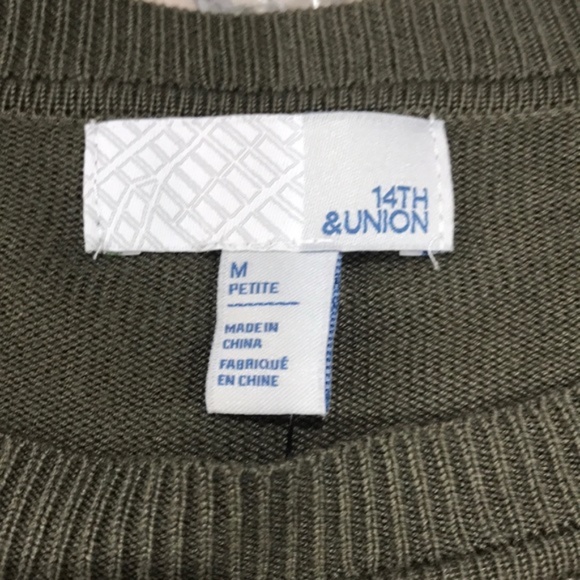 14TH
&UNION
M
PETITE
MADE IN
CHINA
FABRIQUÉ
EN CHINE